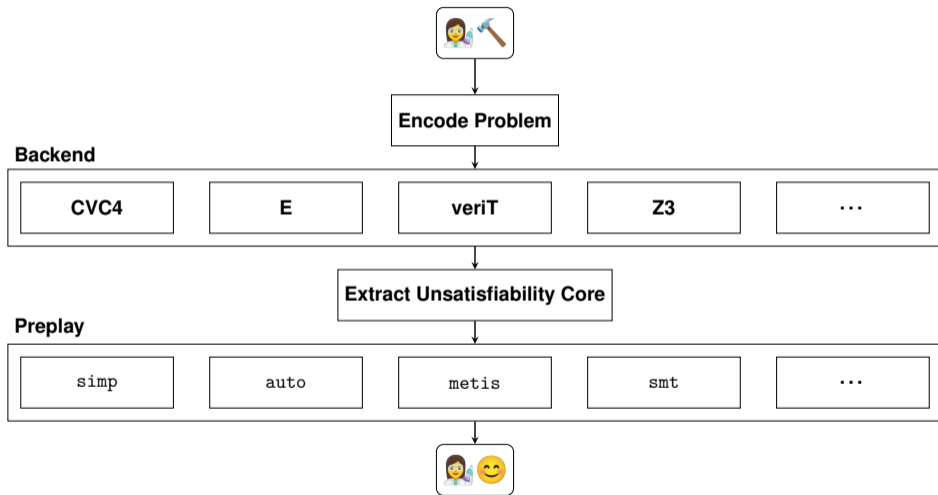 Encode Problem
Backend
CVC4 E veriT Z3 ...
Extract Unsatisfiability Core
Preplay
simp auto metis smt ...